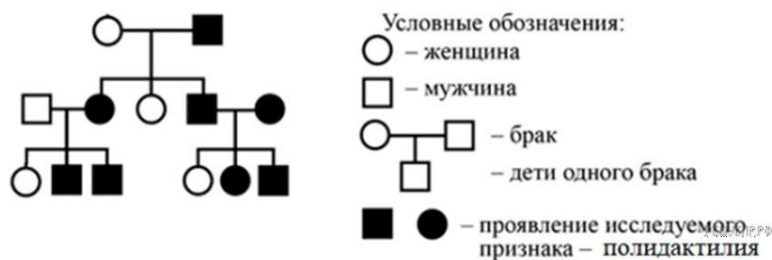 Условные обозначения:
– женщина
– мужчина
– брак
– дети одного брака
– проявление исследуемого
признака – полидактилия